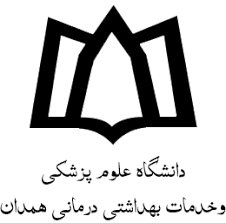 دانشگاه علوم پزشکی
وخدمات بهداشتی درمانی همدان